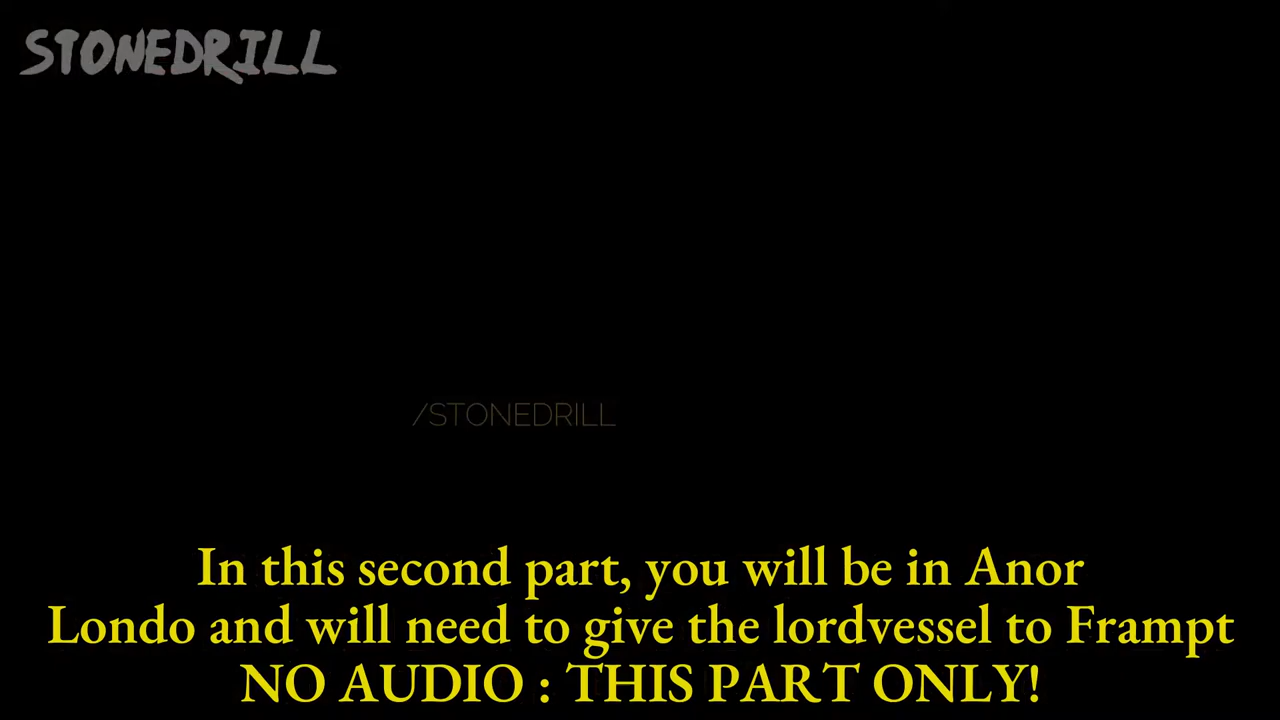 STONEDRILL
/STONEDRILL
In this second part, you will be in Anor
Londo and will need to give the lordvessel to Frampt
NO AUDIO : THIS PART ONLY!